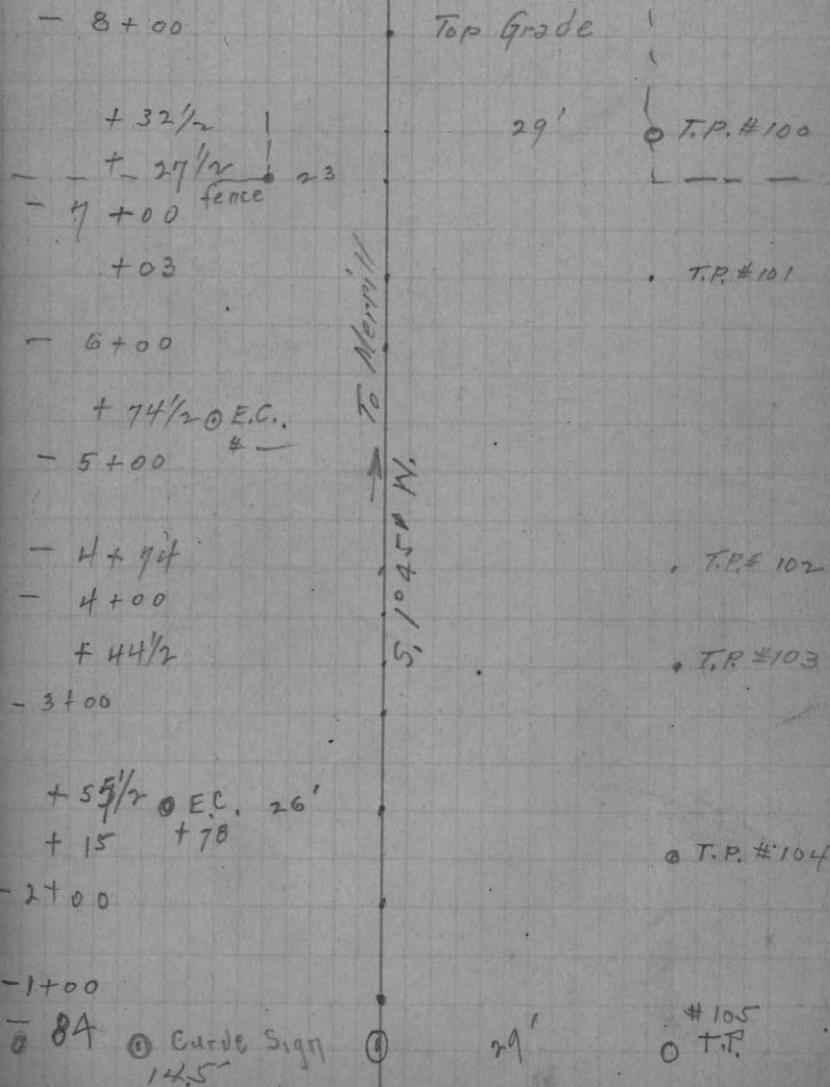 - 8+00 Top Grade
+ 32 1/2 29' T.P. #100
+ 27 1/2 23
fence
- 7+00
+03 T.P. #101
- 6+00
To Merrill
+ 74 1/2 E.C.
- 5+00
S. 1°45' W.
- 4+74 T.P. # 102
- 4+00
+ 44 1/2 T.P. #103
- 3+00
+ 55 1/2 E.C. 26'
+ 15 +78 T.P. #104
- 2+00
-1+00
#105
- 84 Curve Sign 29' T.P.
14.5